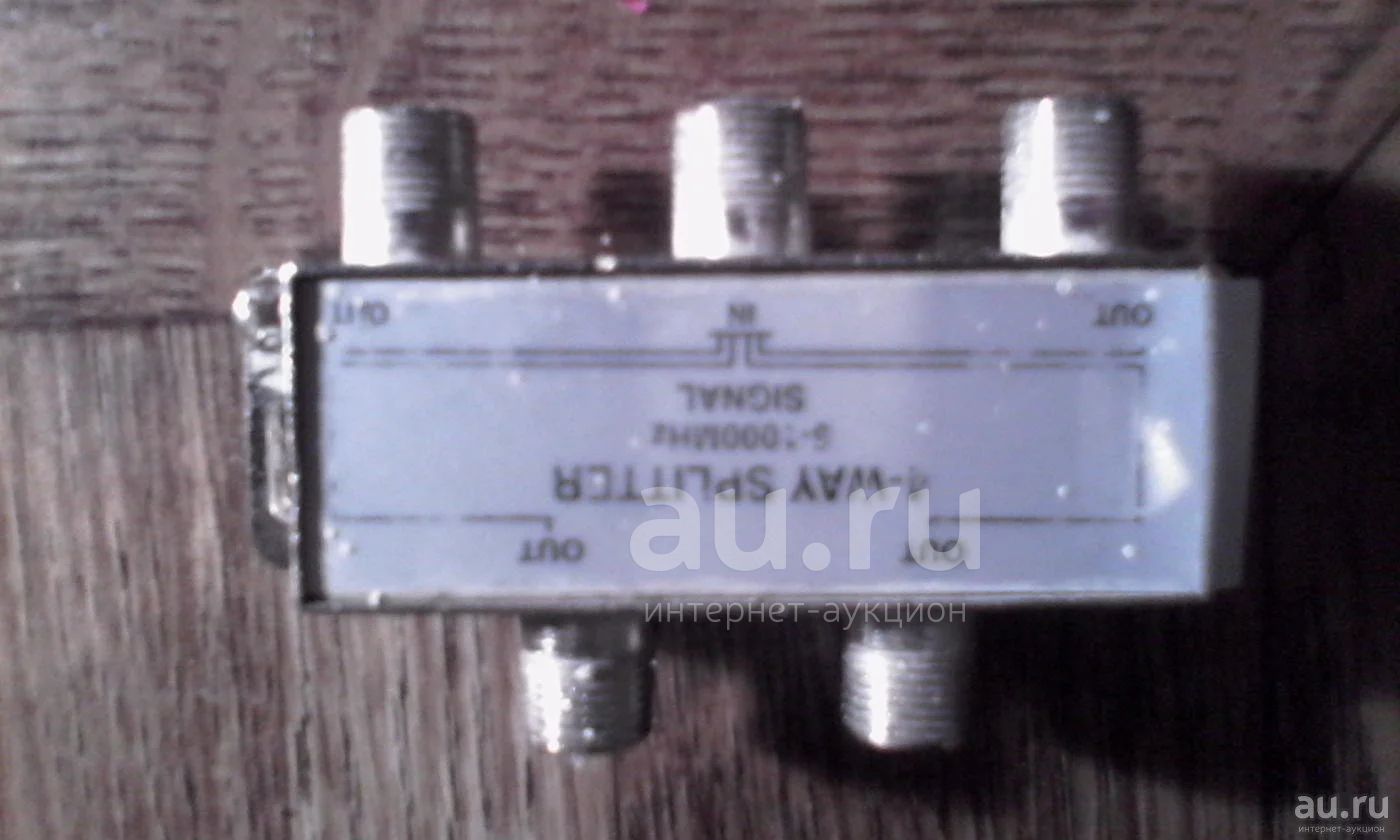 OUT IN OUT
SIGNAL
5-1000MHz
4-WAY SPLITTER
OUT OUT
au.ru
интернет-аукцион
au.ru
интернет-аукцион